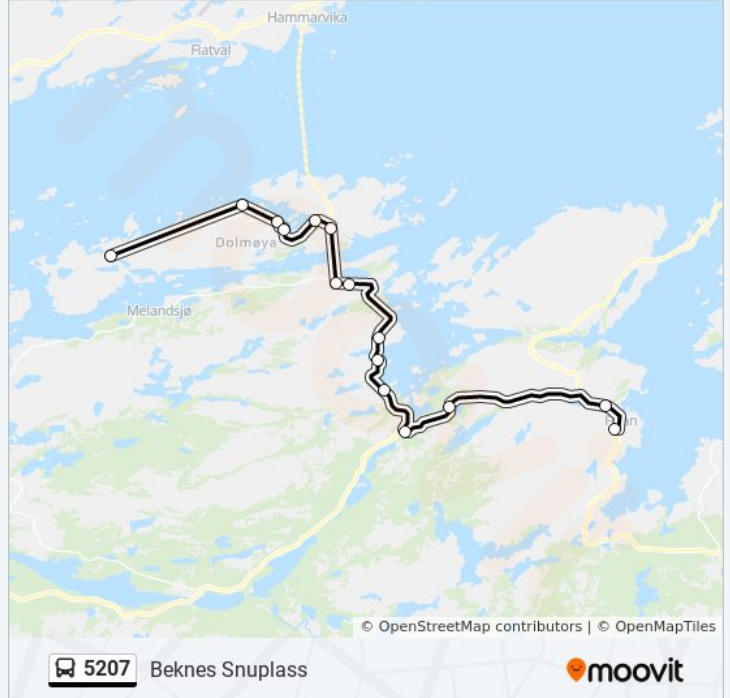 Hammarvika
Flatval
Dolmøya
Melandsjø
© OpenStreetMap contributors | © OpenMapTiles
5207 Beknes Snuplass
moovit